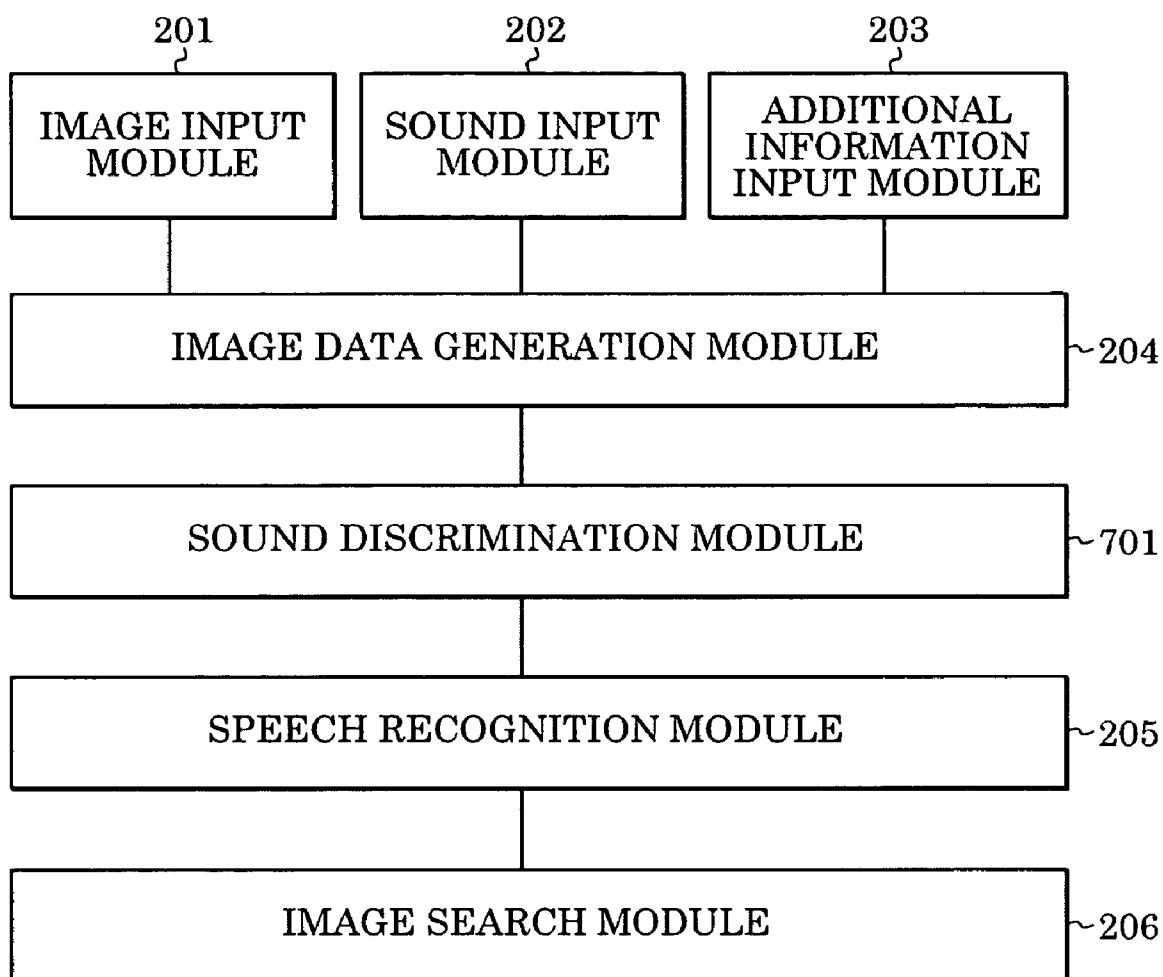 201
202
203
IMAGE INPUT
MODULE
SOUND INPUT
MODULE
ADDITIONAL
INFORMATION
INPUT MODULE
IMAGE DATA GENERATION MODULE
204
SOUND DISCRIMINATION MODULE
701
SPEECH RECOGNITION MODULE
205
IMAGE SEARCH MODULE
206